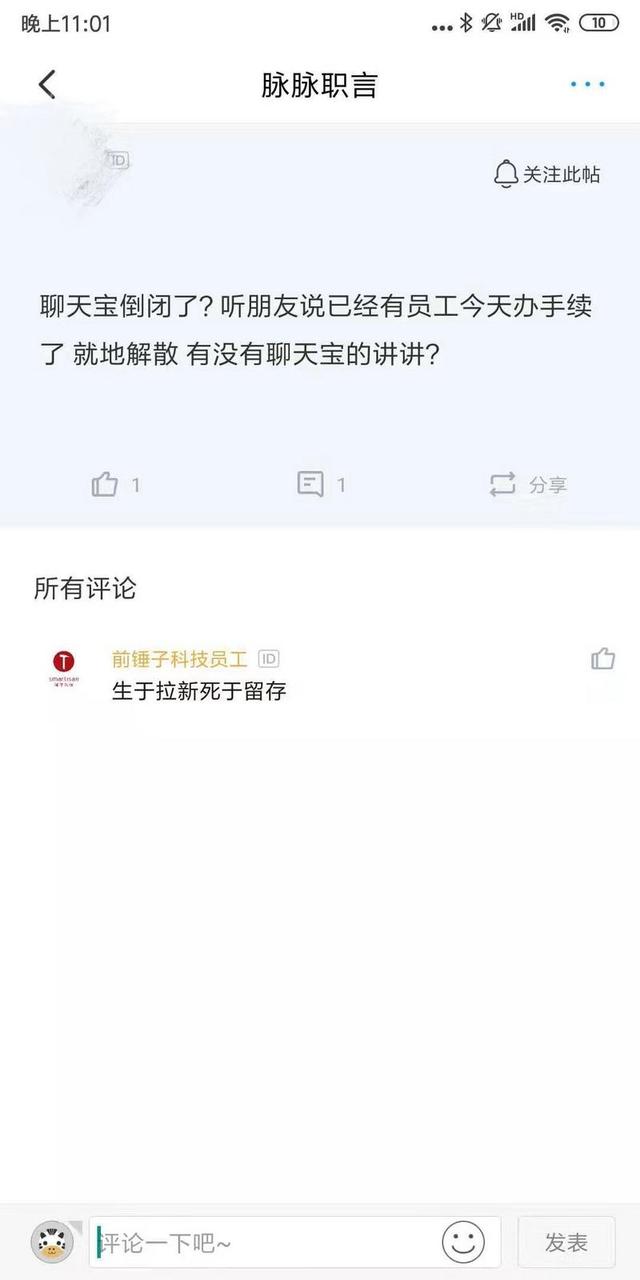 晚上11:01
HD
10
脉脉职言
ID
关注此帖
聊天宝倒闭了?听朋友说已经有员工今天办手续
了 就地解散 有没有聊天宝的讲讲?
1
1
分享
所有评论
前锤子科技员工 ID
smartisan
生于拉新死于留存
评论一下吧~
发表